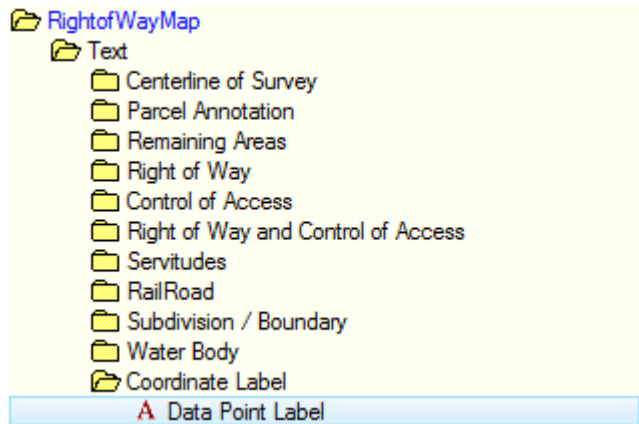 RightofWayMap
Text
Centerline of Survey
Parcel Annotation
Remaining Areas
Right of Way
Control of Access
Right of Way and Control of Access
Servitudes
RailRoad
Subdivision / Boundary
Water Body
Coordinate Label
A Data Point Label